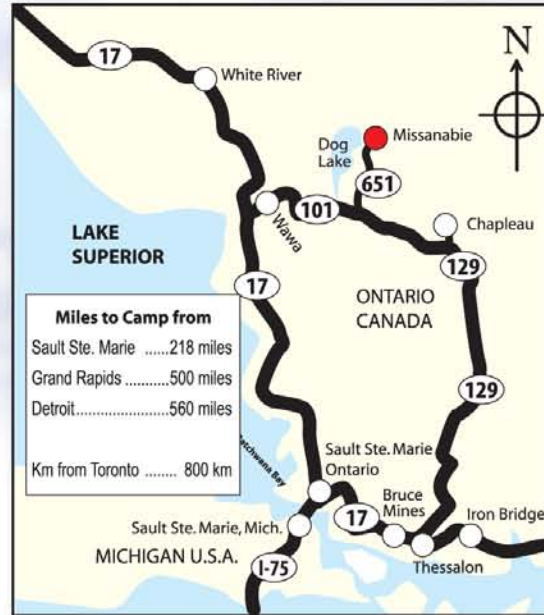 17
White River
N
Dog
Lake
Missanabie
651
101
Wawa
Chapleau
LAKE
SUPERIOR
129
17
ONTARIO
CANADA
Miles to Camp from
Sault Ste. Marie ......218 miles
Grand Rapids ...........500 miles
Detroit.......................560 miles
Km from Toronto ........ 800 km
129
Batchwana Bay
Sault Ste. Marie
Ontario
17
Bruce
Mines
Iron Bridge
Sault Ste. Marie, Mich.
MICHIGAN U.S.A.
I-75
Thessalon